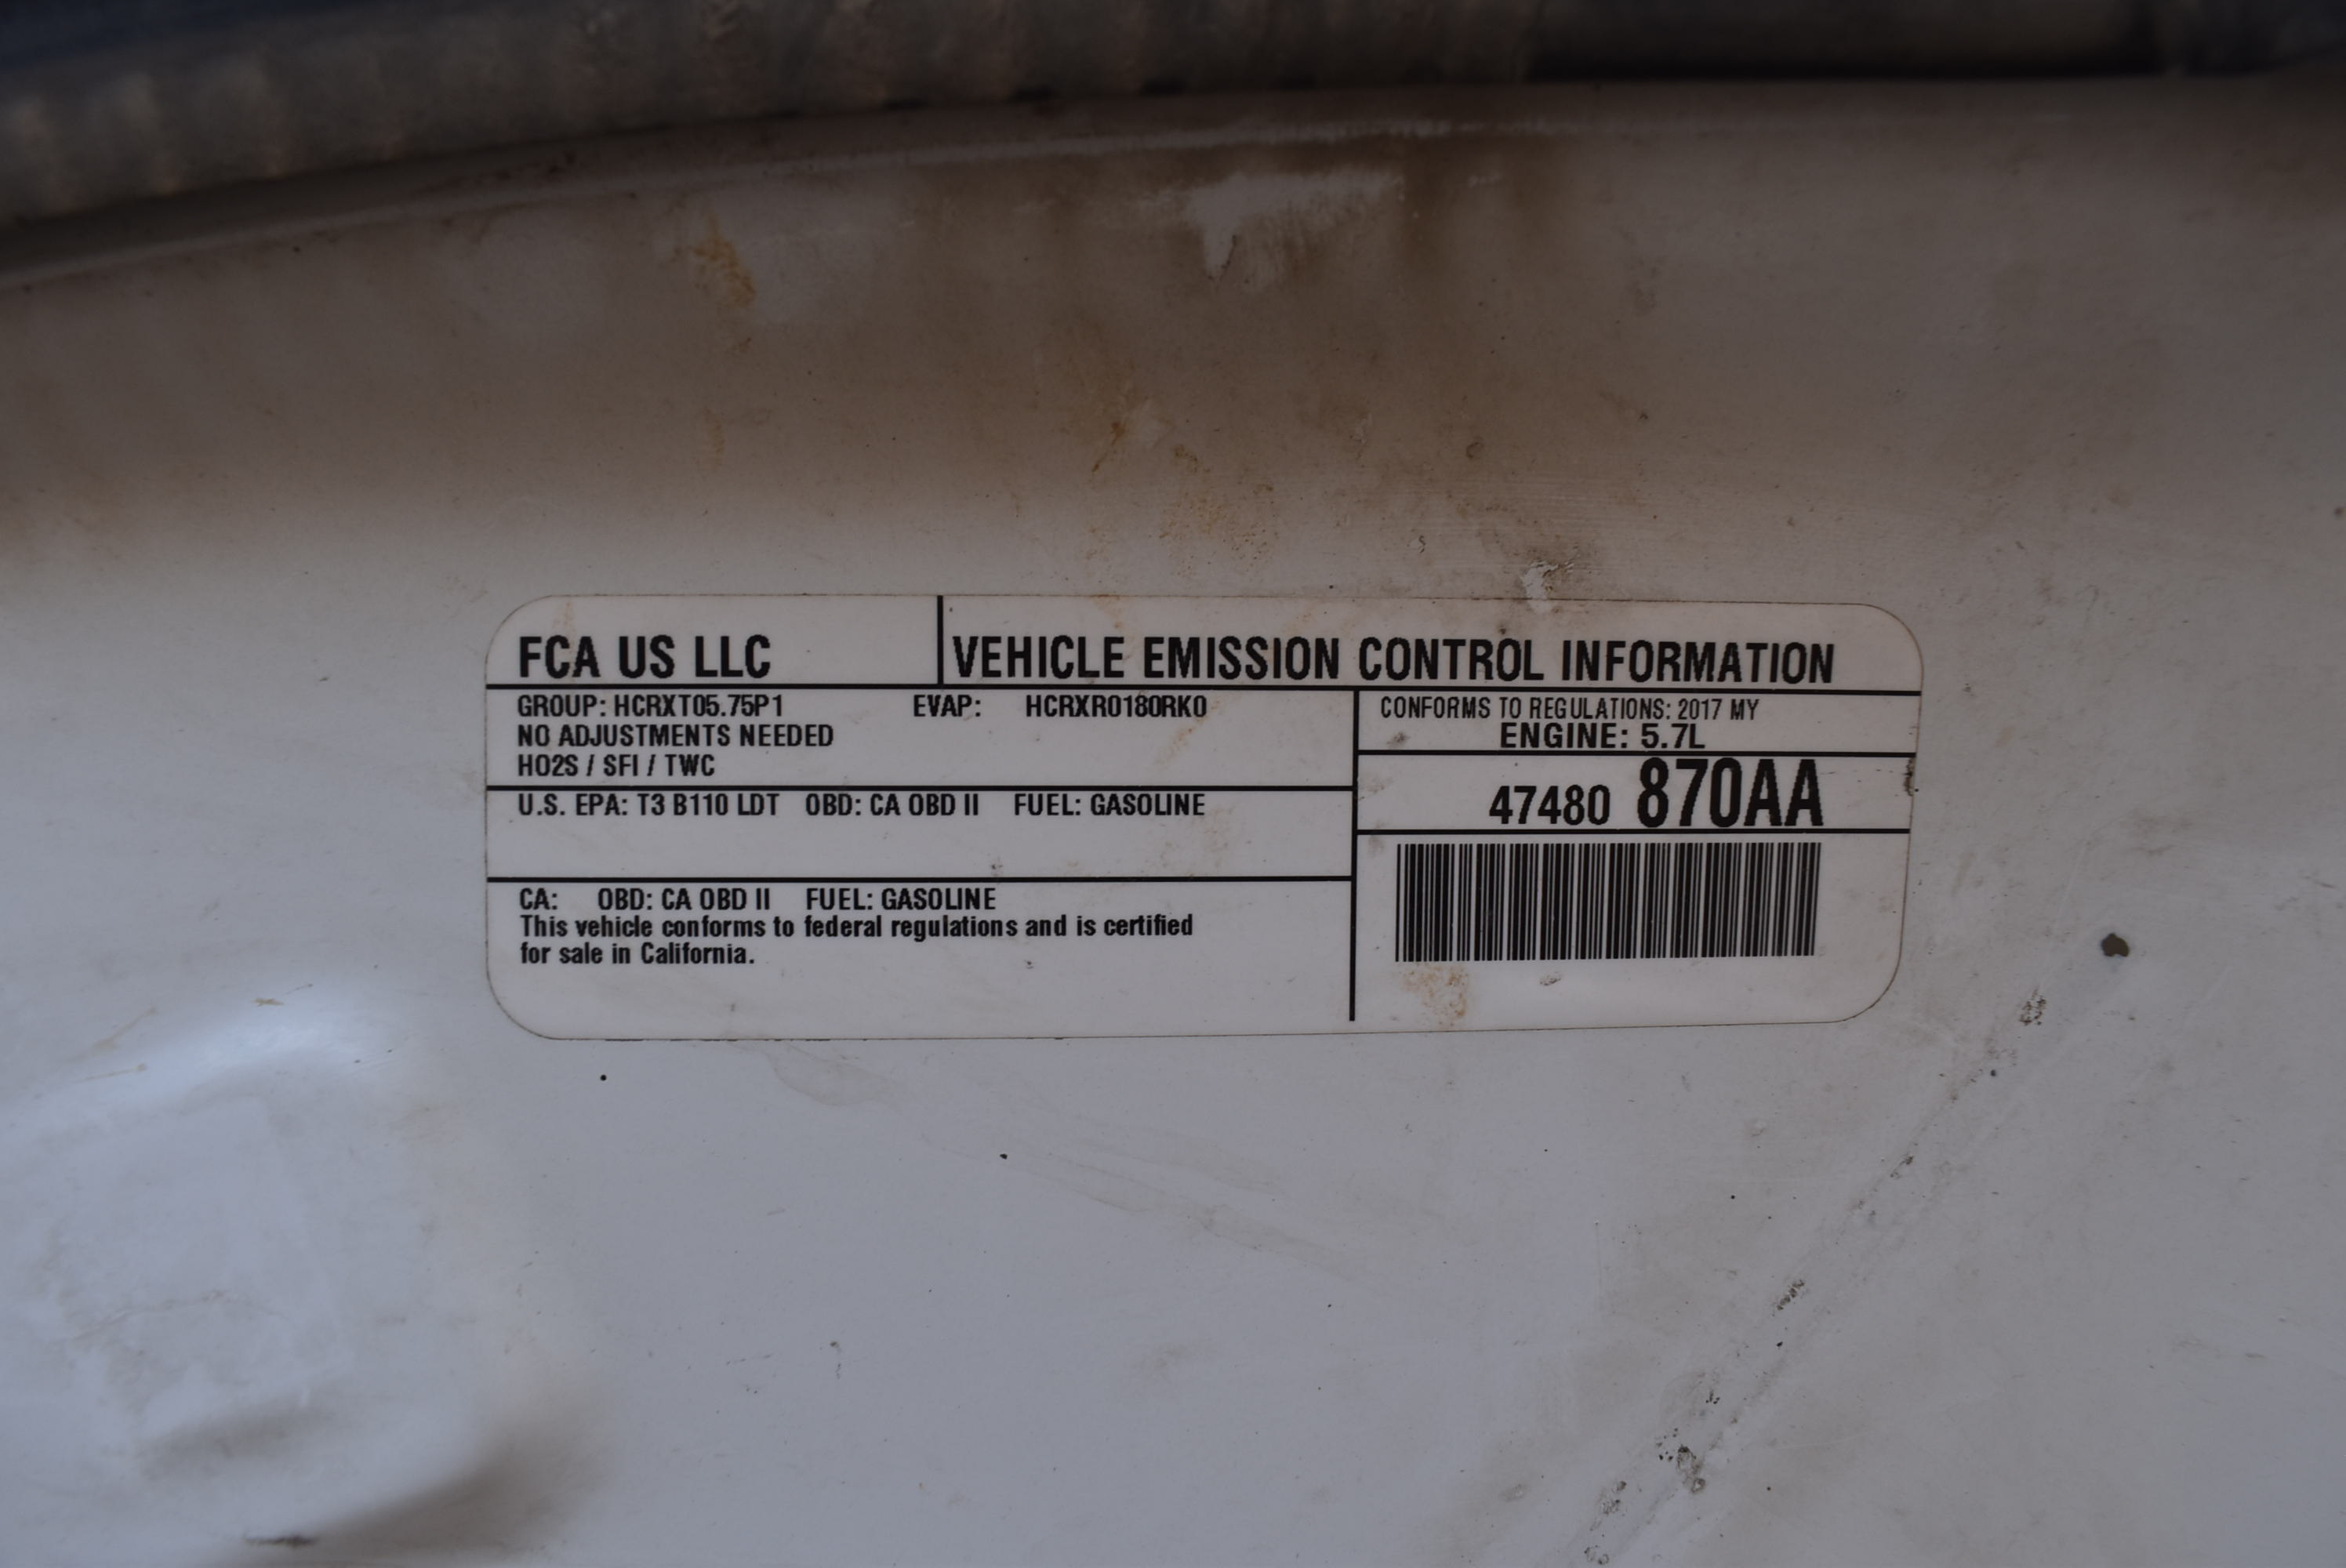 FCA US LLC
VEHICLE EMISSION CONTROL INFORMATION
GROUP: HCRXT05.75P1 EVAP: HCRXR0180RK0
NO ADJUSTMENTS NEEDED
HO2S / SFI / TWC
U.S. EPA: T3 B110 LDT OBD: CA OBD II FUEL: GASOLINE
CA: OBD: CA OBD II FUEL: GASOLINE
This vehicle conforms to federal regulations and is certified
for sale in California.
CONFORMS TO REGULATIONS: 2017 MY
ENGINE: 5.7L
47480 870AA